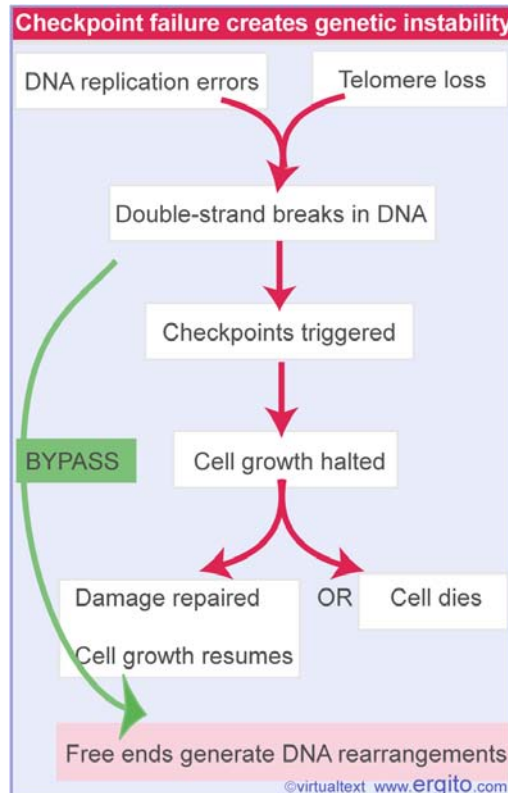 Checkpoint failure creates genetic instability
DNA replication errors
Telomere loss
Double-strand breaks in DNA
Checkpoints triggered
BYPASS
Cell growth halted
Damage repaired
OR
Cell dies
Cell growth resumes
Free ends generate DNA rearrangements
©virtualtext www.ergito.com